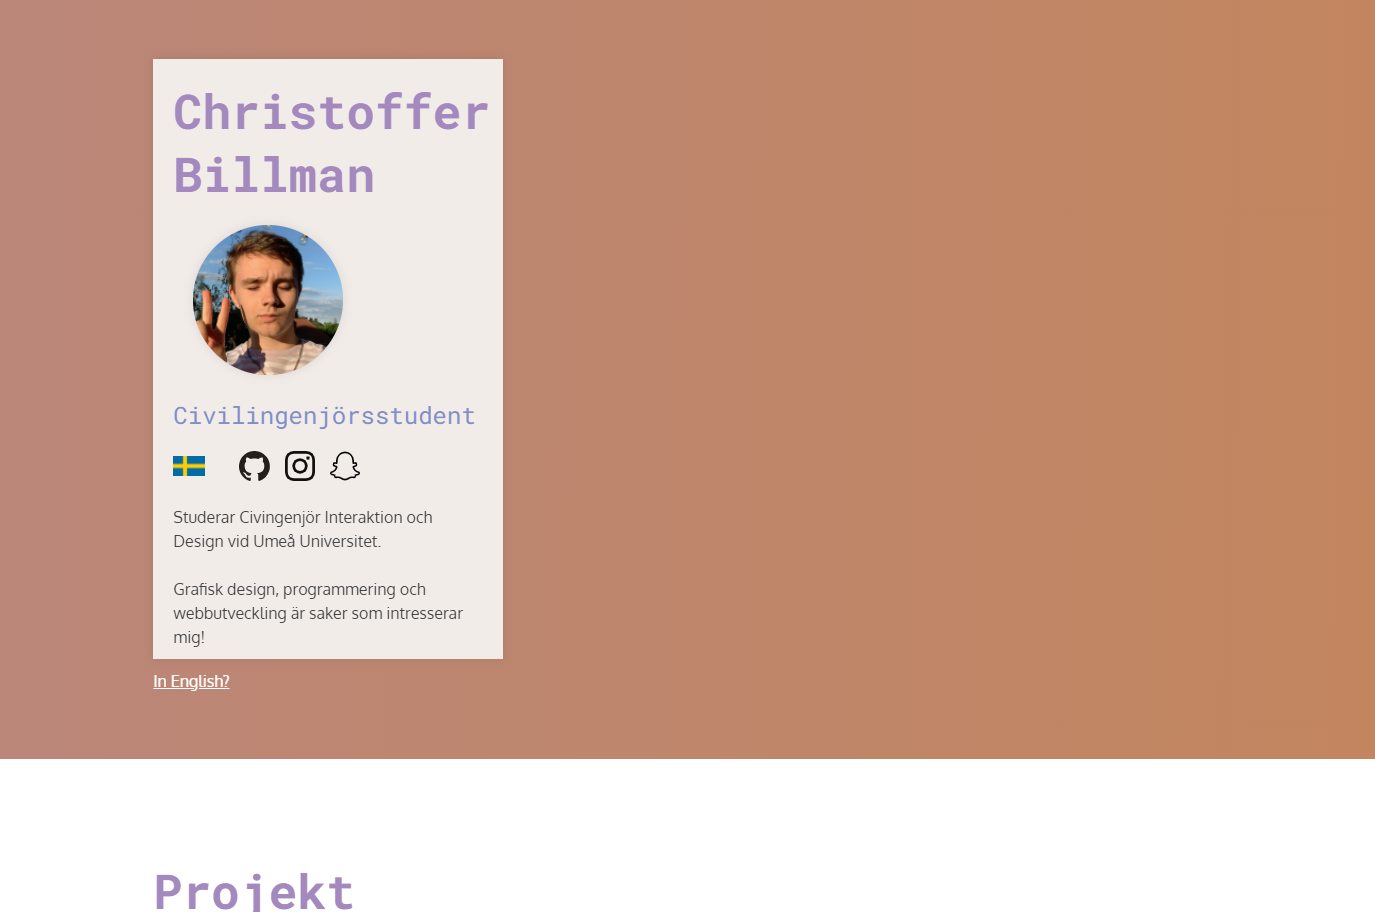 Christoffer
Billman
Civilingenjörsstudent
Studerar Civingenjör Interaktion och
Design vid Umeå Universitet.
Grafisk design, programmering och
webbutveckling är saker som intresserar
mig!
In English?
Projekt